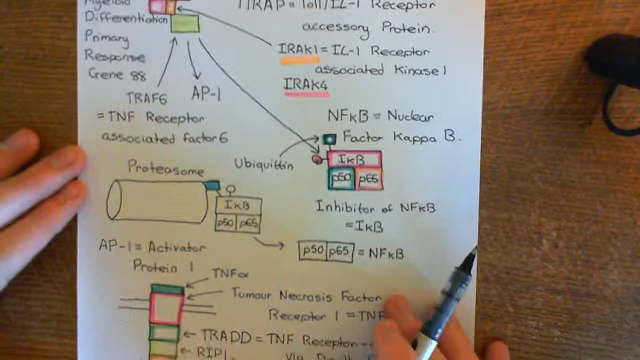 Myeloid
Differentiation
Primary
Response
Gene 88
TIRAP = Toll/IL-1 Receptor
accessory Protein.
IRAK1 = IL-1 Receptor
associated Kinase 1
IRAK4
TRAF6
AP-1
= TNF Receptor
associated factor 6
NFκB = Nuclear
Factor Kappa B.
Ubiquitin
IκB
p50 p65
Proteasome
IκB
p50 p65
Inhibitor of NFκB
= IκB
p50 p65 = NFκB
AP-1 = Activator
Protein 1
TNFα
Tumour Necrosis Factor
Receptor 1 = TNF
TRADD = TNF Receptor-
RIP1
via